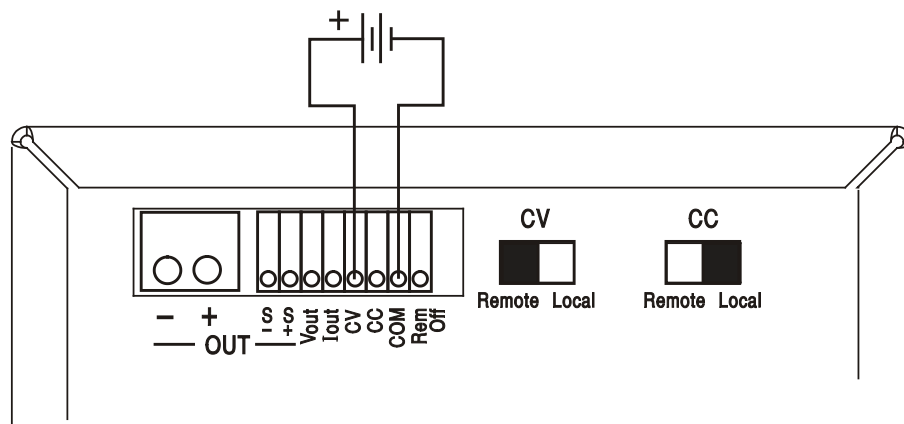 +
CV CC
Remote Local Remote Local
- + S - S + Vout Iout CV CC COM Rem Off
OUT